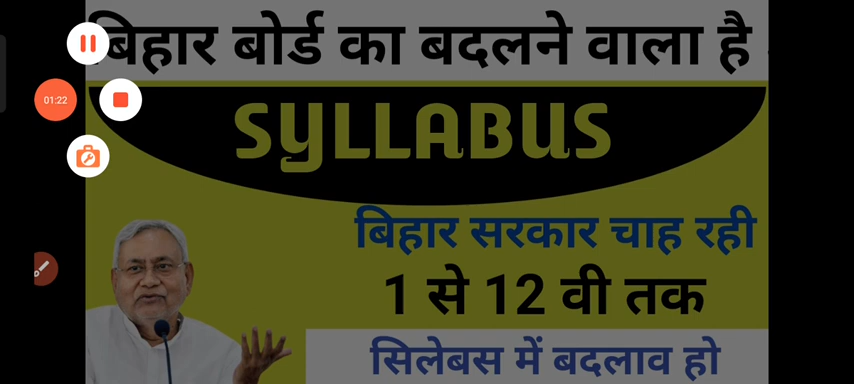 बिहार बोर्ड का बदलने वाला है
SYLLABUS
01:22
बिहार सरकार चाह रही
1 से 12 वी तक
सिलेबस में बदलाव हो